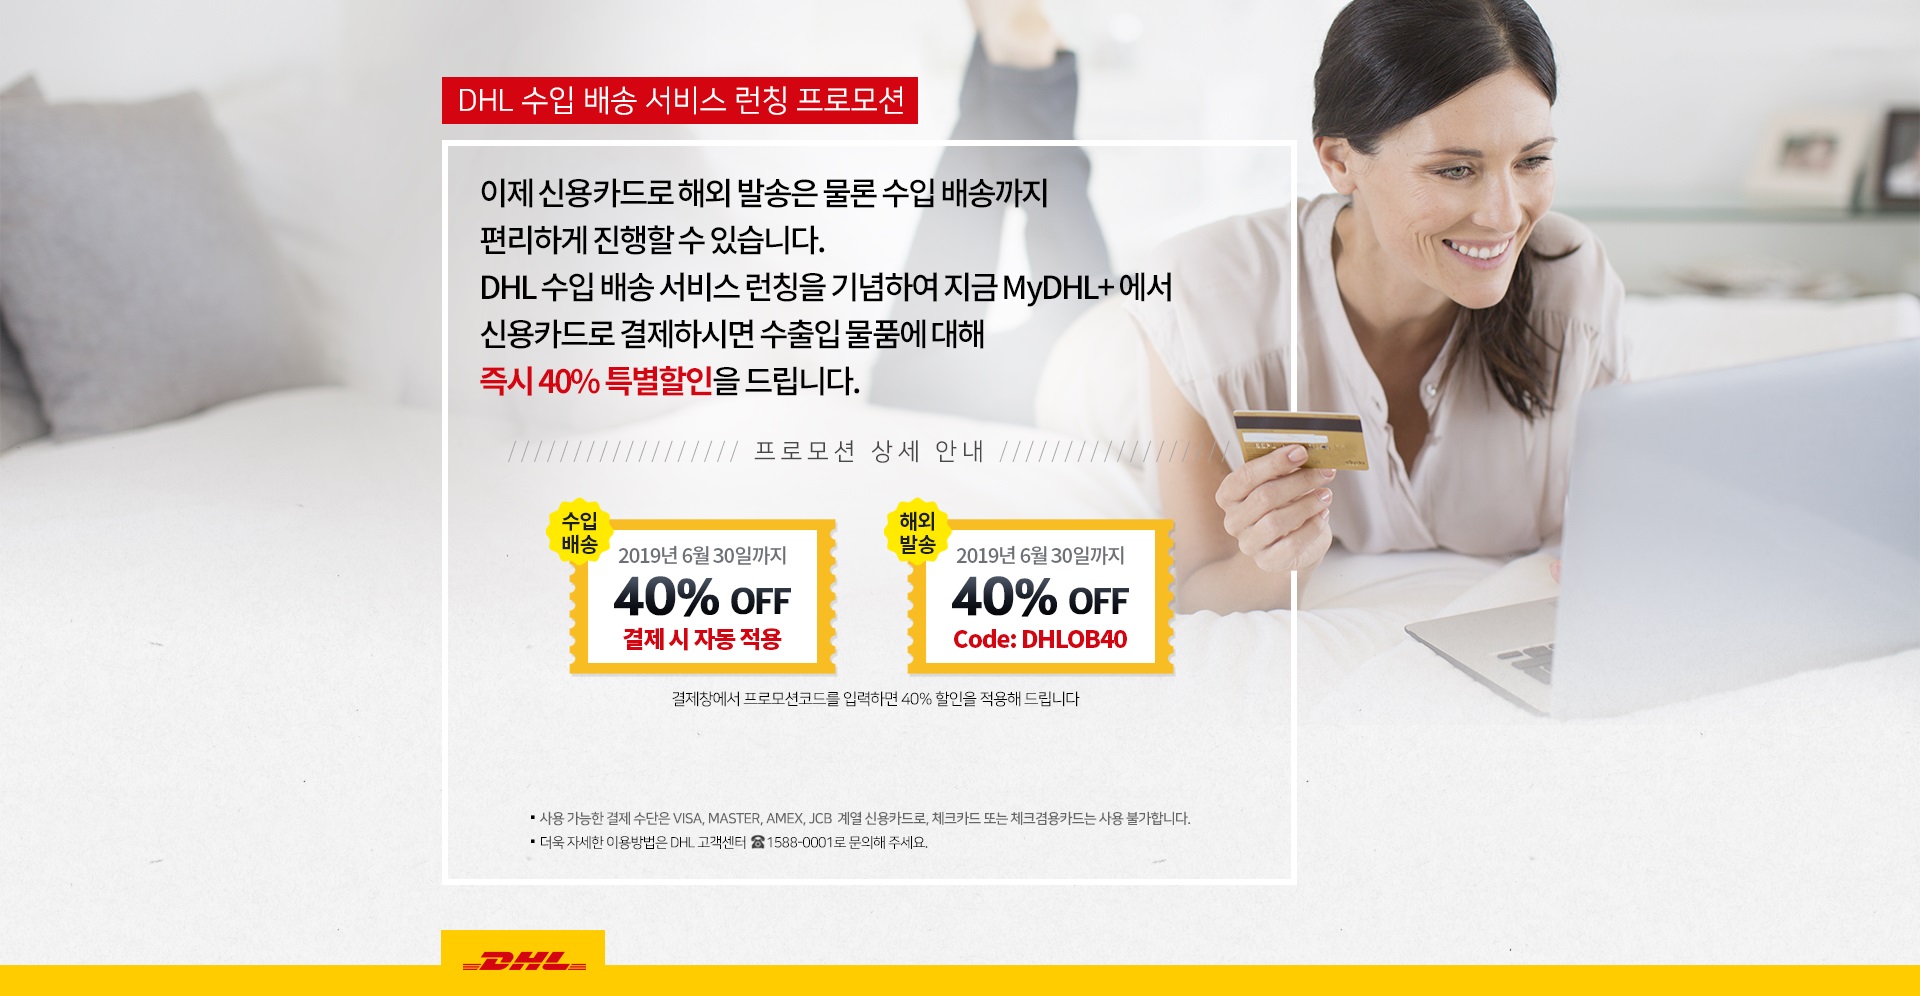 DHL 수입 배송 서비스 런칭 프로모션
이제 신용카드로 해외 발송은 물론 수입 배송까지
편리하게 진행할 수 있습니다.
DHL 수입 배송 서비스 런칭을 기념하여 지금 MyDHL+ 에서
신용카드로 결제하시면 수출입 물품에 대해
즉시 40% 특별할인을 드립니다.
프로모션 상세 안내
수입
배송
2019년 6월 30일까지
40% OFF
결제 시 자동 적용
해외
발송
2019년 6월 30일까지
40% OFF
Code: DHLOB40
결제창에서 프로모션코드를 입력하면 40% 할인을 적용해 드립니다
▪ 사용 가능한 결제 수단은 VISA, MASTER, AMEX, JCB 계열 신용카드로, 체크카드 또는 체크겸용카드는 사용 불가합니다.
▪ 더욱 자세한 이용방법은 DHL 고객센터 ☎1588-0001로 문의해 주세요.
DHL